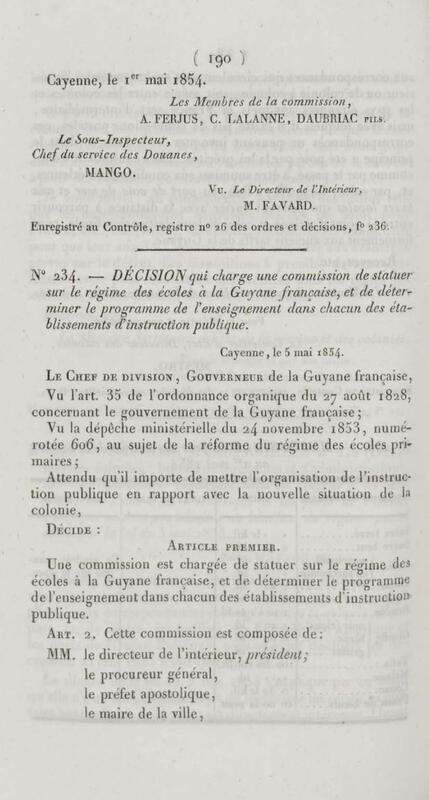 ( 190 )
Cayenne, le 1er mai 1854.
Les Membres de la commission,
A. FERJUS, C. LALANNE, DAUBRIAC FILS.
Le Sous-Inspecteur,
Chef du service des Douanes,
MANGO.
Vu. Le Directeur de l'Intérieur,
M. FAVARD.
Enregistré au Contrôle, registre n° 26 des ordres et décisions, f° 236.
N° 234. — DÉCISION qui charge une commission de statuer
sur le régime des écoles à la Guyane française, et de déter-
miner le programme de l'enseignement dans chacun des éta-
blissements d'instruction publique.
Cayenne, le 5 mai 1854.
LE CHEF DE DIVISION, GOUVERNEUR de la Guyane française,
Vu l'art. 35 de l'ordonnance organique du 27 août 1828,
concernant le gouvernement de la Guyane française;
Vu la dépêche ministérielle du 24 novembre 1853, numé-
rotée 606, au sujet de la réforme du régime des écoles pri-
maires;
Attendu qu'il importe de mettre l'organisation de l'instruc-
tion publique en rapport avec la nouvelle situation de la
colonie,
DÉCIDE :
ARTICLE PREMIER.
Une commission est chargée de statuer sur le régime des
écoles à la Guyane française, et de déterminer le programme
de l'enseignement dans chacun des établissements d'instruction
publique.
ART. 2. Cette commission est composée de:
MM. le directeur de l'intérieur, président;
le procureur général,
le préfet apostolique,
le maire de la ville,